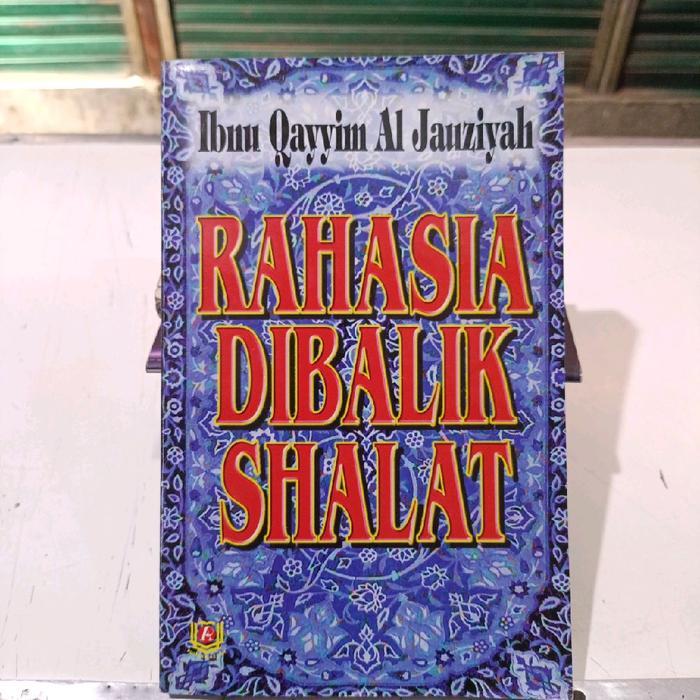 Ibnu Qayyim Al Jauziyah
RAHASIA
DIBALIK
SHALAT